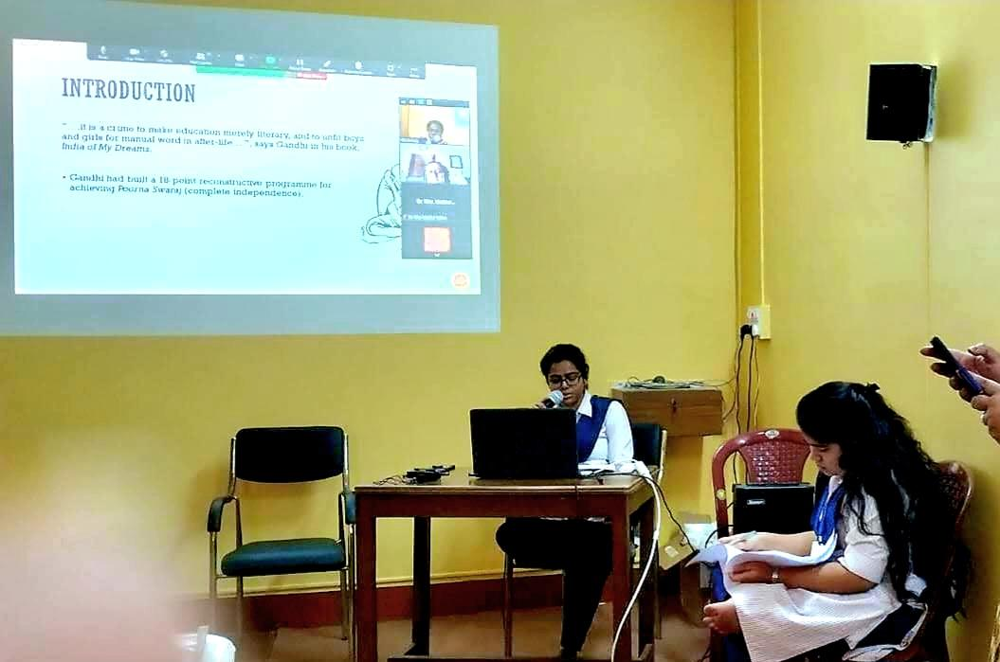 INTRODUCTION
"....it is a crime to make education merely literary, and to unfit boys
and girls for manual word in after-life....", says Gandhi in his book,
India of My Dreams.
• Gandhi had built a 18-point reconstructive programme for
achieving Poorna Swaraj (complete independence).